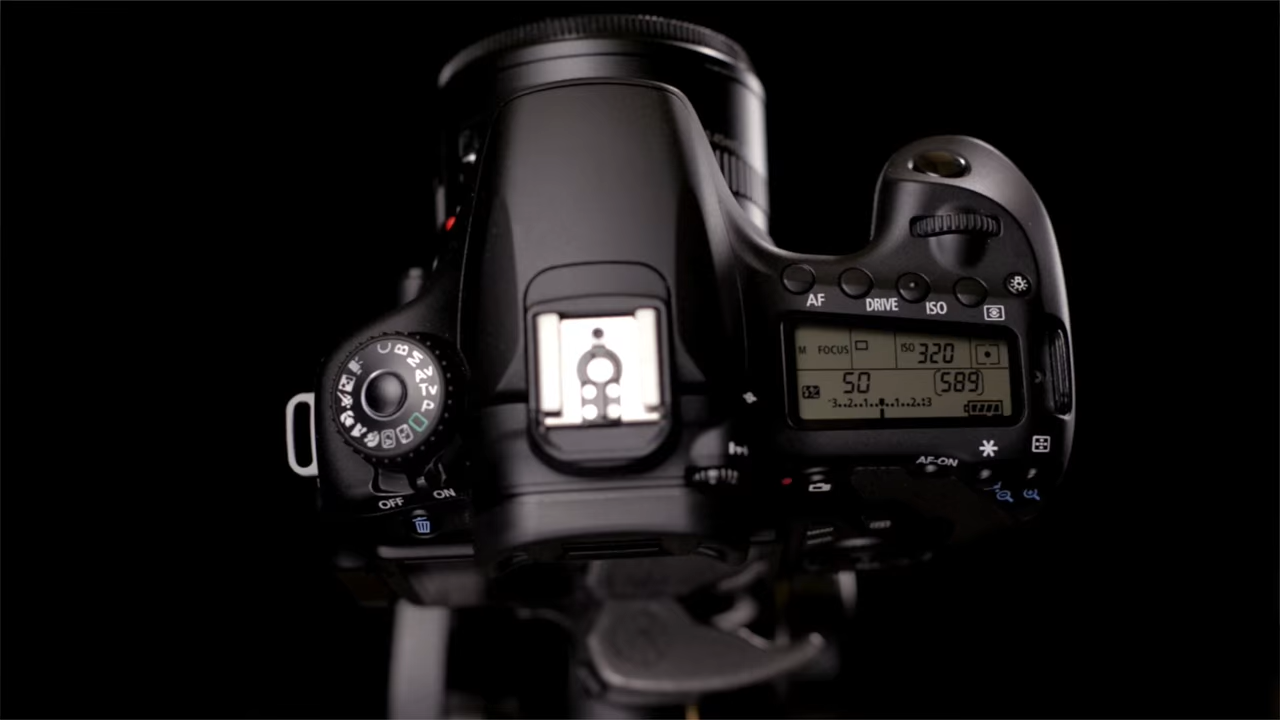 AF DRIVE ISO
M FOCUS ISO 320
50 (589)
-3..2..1..0..1..2..:3
B M Av Tv P
OFF ON
AF-ON